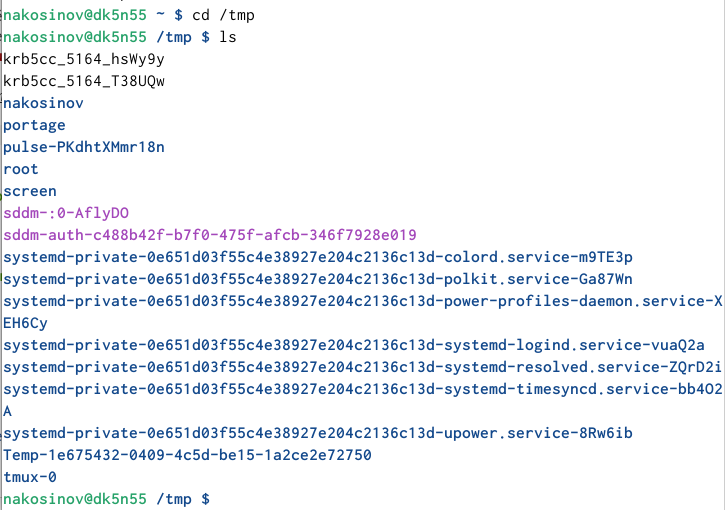 nakosinov@dk5n55 ~ $ cd /tmp
nakosinov@dk5n55 /tmp $ ls
krb5cc_5164_hsWy9y
krb5cc_5164_T38UQw
nakosinov
portage
pulse-PKdhtXMmr18n
root
screen
sddm-:0-AflyDO
sddm-auth-c488b42f-b7f0-475f-afcb-346f7928e019
systemd-private-0e651d03f55c4e38927e204c2136c13d-colord.service-m9TE3p
systemd-private-0e651d03f55c4e38927e204c2136c13d-polkit.service-Ga87Wn
systemd-private-0e651d03f55c4e38927e204c2136c13d-power-profiles-daemon.service-X
EH6Cy
systemd-private-0e651d03f55c4e38927e204c2136c13d-systemd-logind.service-vuaQ2a
systemd-private-0e651d03f55c4e38927e204c2136c13d-systemd-resolved.service-ZQrD2i
systemd-private-0e651d03f55c4e38927e204c2136c13d-systemd-timesyncd.service-bb4O2
A
systemd-private-0e651d03f55c4e38927e204c2136c13d-upower.service-8Rw6ib
Temp-1e675432-0409-4c5d-be15-1a2ce2e72750
tmux-0
nakosinov@dk5n55 /tmp $